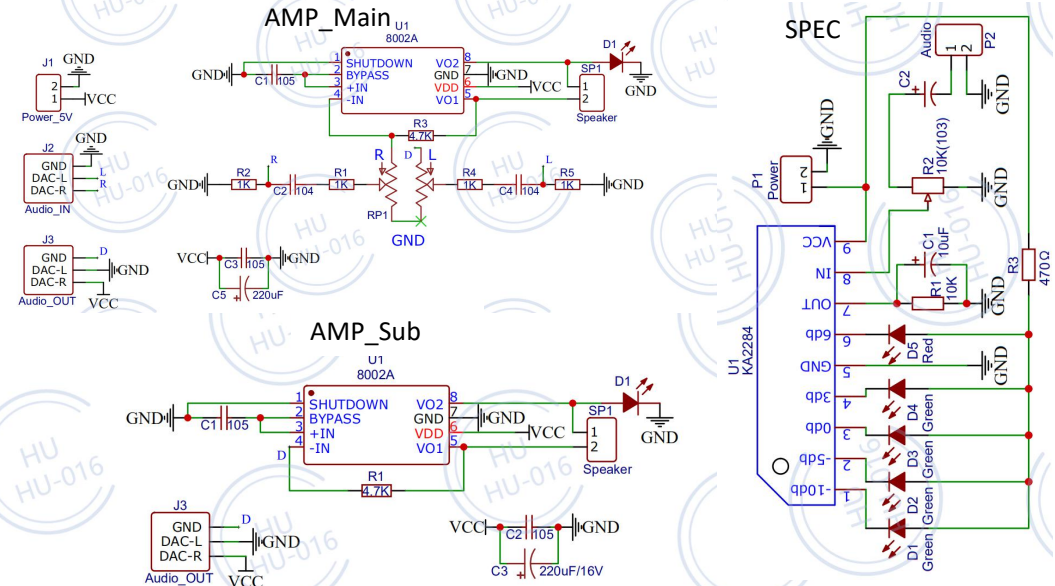 AMP_Main
U1
8002A
SHUTDOWN
BYPASS
+IN
-IN
VO2
GND
VDD
VO1
1
2
3
4
8
7
6
5
GND
C1
105
GND
VCC
D1
GND
SP1
1
2
Speaker
J1
GND
2
1
VCC
Power_5V
R3
4.7K
J2
GND
GND
DAC-L
DAC-R
L
R
Audio_IN
GND
R2
1K
R
C2
104
R1
1K
R
D
L
RP1
GND
R4
1K
C4
104
L
R5
1K
GND
J3
GND
DAC-L
DAC-R
D
GND
VCC
Audio_OUT
VCC
C3
105
GND
C5
+
220uF
AMP_Sub
U1
8002A
SHUTDOWN
BYPASS
+IN
-IN
VO2
GND
VDD
VO1
1
2
3
4
8
7
6
5
GND
C1
105
D
GND
VCC
D1
GND
SP1
1
2
Speaker
R1
4.7K
J3
GND
DAC-L
DAC-R
D
GND
VCC
Audio_OUT
VCC
C2
105
GND
C3
+
220uF/16V
SPEC
Audio
1
2
P2
C2
+
GND
GND
P1
Power
2
1
R2
10K(103)
GND
U1
KA2284
VCC
9
IN
8
OUT
7
6db
6
GND
5
3db
4
0db
3
-5db
2
-10db
1
+
C1
10uF
R1
10K
GND
R3
470Ω
D5
Red
GND
D4
Green
D3
Green
D2
Green
D1
Green
HU
HU-016